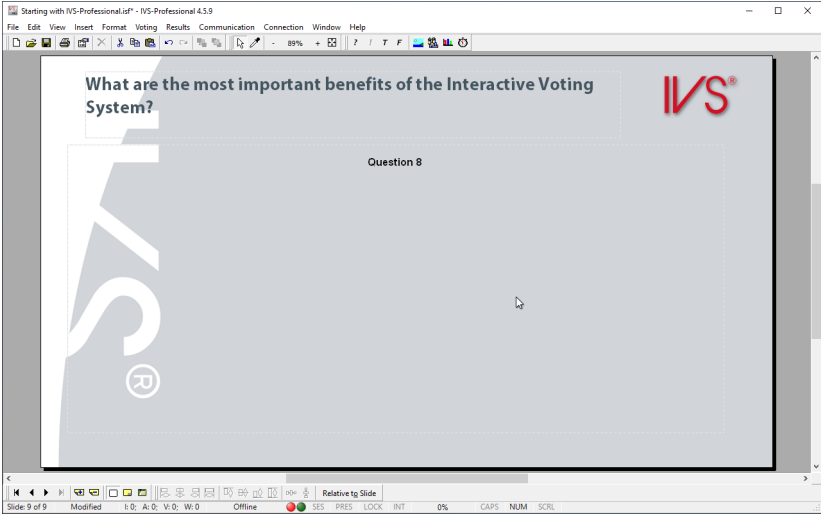 Starting with IVS-Professional.isf* - IVS-Professional 4.5.9
File Edit View Insert Format Voting Results Communication Connection Window Help
- 89% + ? ! T F
What are the most important benefits of the Interactive Voting
System?
IVS®
Question 8
IVS®
Relative to Slide
Slide: 9 of 9 Modified I: 0; A: 0; V: 0; W: 0 Offline SES PRES LOCK INT 0% CAPS NUM SCRL